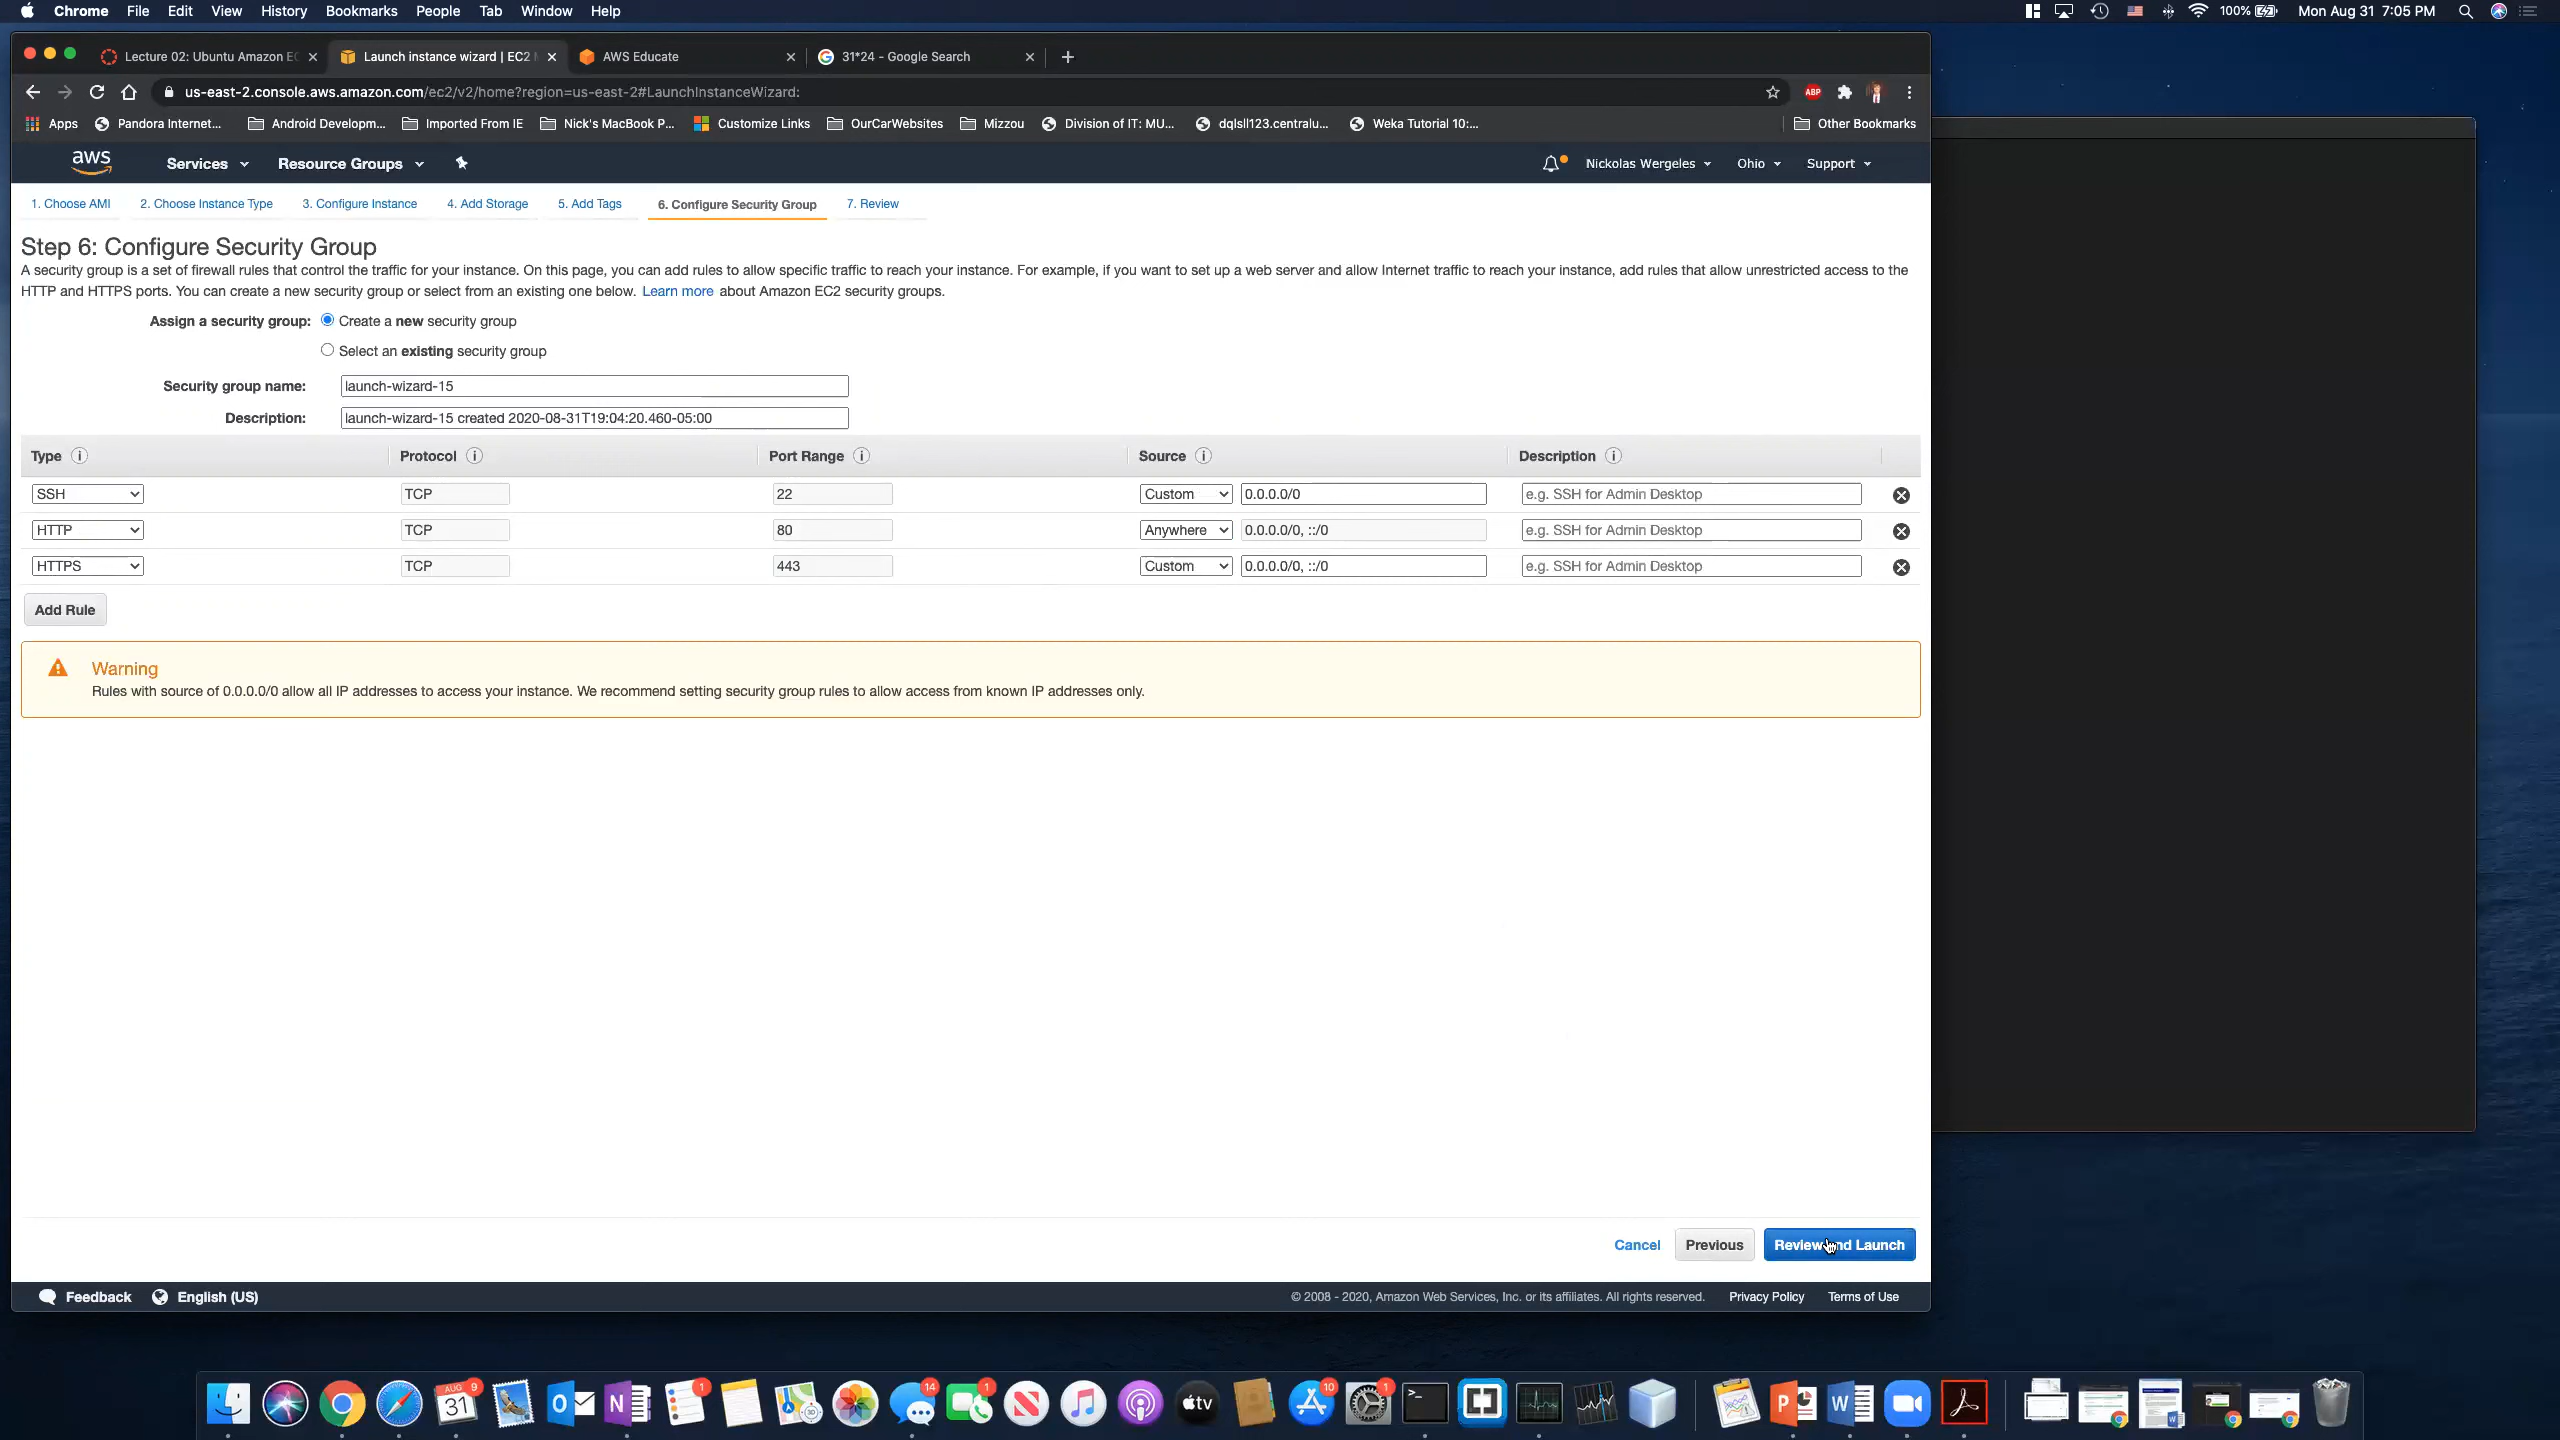 Chrome File Edit View History Bookmarks People Tab Window Help 100% Mon Aug 31 7:05 PM
Lecture 02: Ubuntu Amazon EC Launch instance wizard | EC2 AWS Educate 31*24 - Google Search
us-east-2.console.aws.amazon.com/ec2/v2/home?region=us-east-2#LaunchInstanceWizard: ABP
Apps Pandora Internet... Android Developm... Imported From IE Nick's MacBook P... Customize Links OurCarWebsites Mizzou Division of IT: MU... dqlsll123.centralu... Weka Tutorial 10:... Other Bookmarks
aws Services Resource Groups Nickolas Wergeles Ohio Support
1. Choose AMI 2. Choose Instance Type 3. Configure Instance 4. Add Storage 5. Add Tags 6. Configure Security Group 7. Review
Step 6: Configure Security Group
A security group is a set of firewall rules that control the traffic for your instance. On this page, you can add rules to allow specific traffic to reach your instance. For example, if you want to set up a web server and allow Internet traffic to reach your instance, add rules that allow unrestricted access to the
HTTP and HTTPS ports. You can create a new security group or select from an existing one below. Learn more about Amazon EC2 security groups.
Assign a security group: Create a new security group
Select an existing security group
Security group name: launch-wizard-15
Description: launch-wizard-15 created 2020-08-31T19:04:20.460-05:00
Type Protocol Port Range Source Description
SSH TCP 22 Custom 0.0.0.0/0 e.g. SSH for Admin Desktop
HTTP TCP 80 Anywhere 0.0.0.0/0, ::/0 e.g. SSH for Admin Desktop
HTTPS TCP 443 Custom 0.0.0.0/0, ::/0 e.g. SSH for Admin Desktop
Add Rule
Warning
Rules with source of 0.0.0.0/0 allow all IP addresses to access your instance. We recommend setting security group rules to allow access from known IP addresses only.
Cancel Previous Review and Launch
Feedback English (US) © 2008 - 2020, Amazon Web Services, Inc. or its affiliates. All rights reserved. Privacy Policy Terms of Use
AUG 31 9 1 14 1 tv 10 1